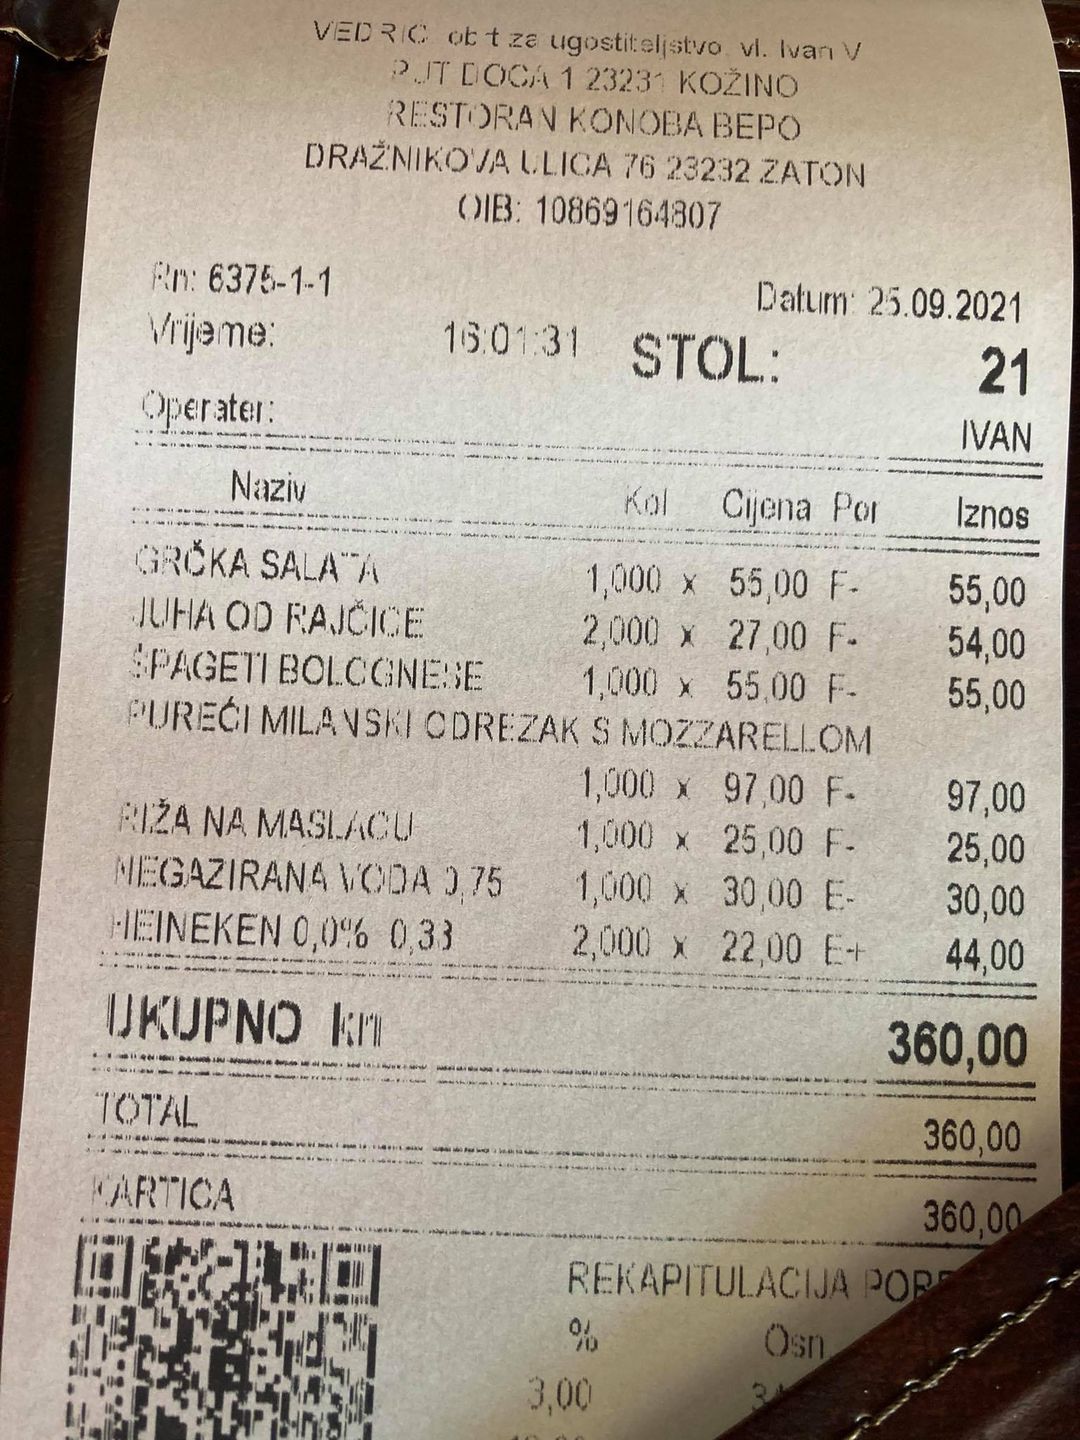 VEDRIĆ, obrt za ugostiteljstvo, vl. Ivan V
PUT DOCA 1 23231 KOŽINO
RESTORAN KONOBA BEPO
DRAŽNIKOVA ULICA 76 23232 ZATON
OIB: 10869164807
Rn: 6375-1-1 Datum: 25.09.2021
Vrijeme: 16:01:31 STOL: 21
Operater: IVAN
Naziv Kol Cijena Por Iznos
GRČKA SALATA 1,000 x 55,00 F- 55,00
JUHA OD RAJČICE 2,000 x 27,00 F- 54,00
ŠPAGETI BOLOGNESE 1,000 x 55,00 F- 55,00
PUREĆI MILANSKI ODREZAK S MOZZARELLOM
1,000 x 97,00 F- 97,00
RIŽA NA MASLACU 1,000 x 25,00 F- 25,00
NEGAZIRANA VODA 0,75 1,000 x 30,00 E- 30,00
HEINEKEN 0,0% 0,33 2,000 x 22,00 E+ 44,00
UKUPNO kn 360,00
TOTAL 360,00
KARTICA 360,00
REKAPITULACIJA
% Osn
3,00